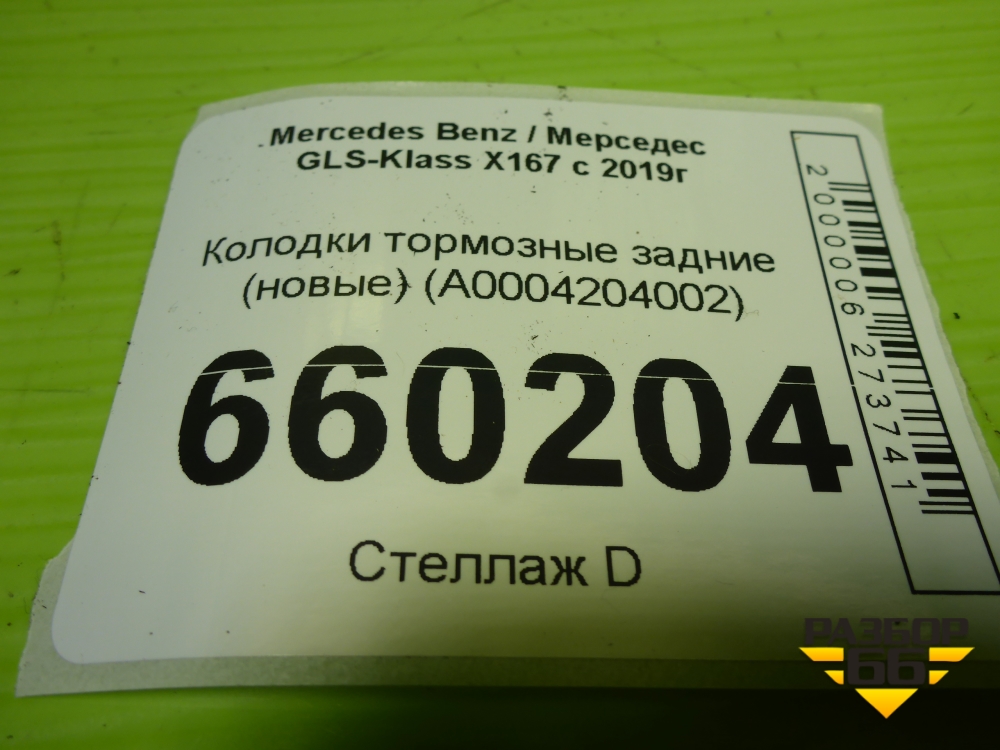 Mercedes Benz / Мерседес
GLS-Klass X167 с 2019г
Колодки тормозные задние
(новые) (A0004204002)
660204
Стеллаж D
2000006273741
РАЗБОР
66